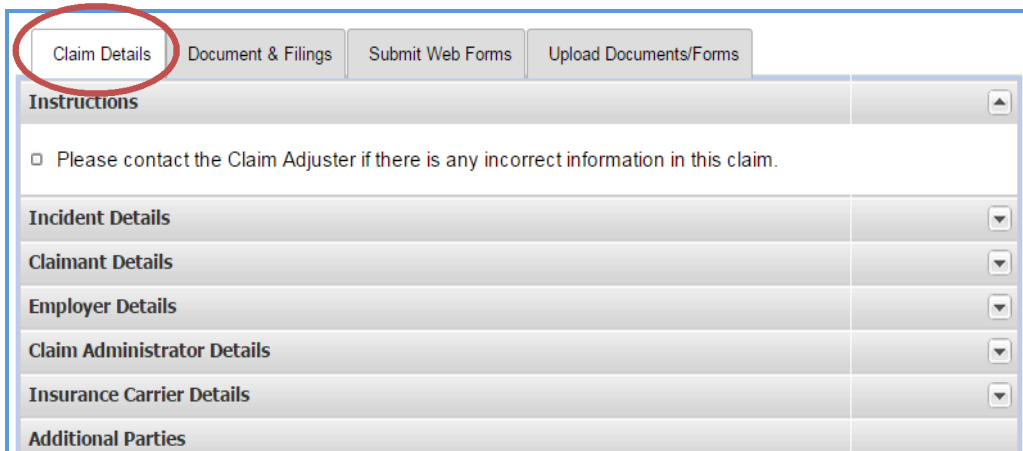 Claim Details Document & Filings Submit Web Forms Upload Documents/Forms
Instructions
Please contact the Claim Adjuster if there is any incorrect information in this claim.
Incident Details
Claimant Details
Employer Details
Claim Administrator Details
Insurance Carrier Details
Additional Parties